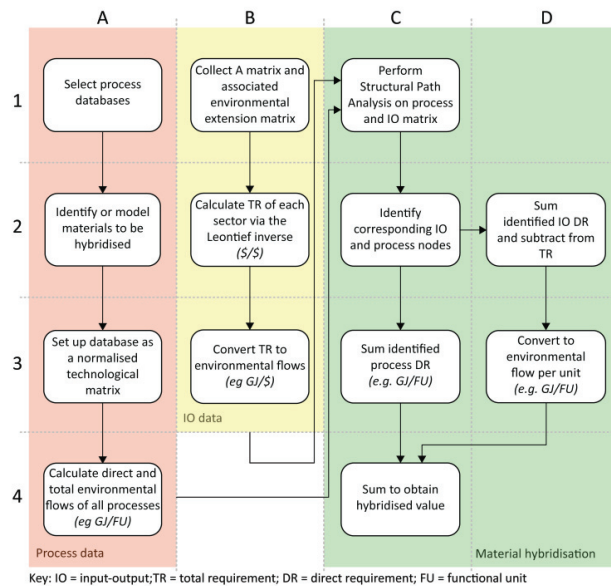 A
B
C
D
1
Select process
databases
Collect A matrix and
associated
environmental
extension matrix
Perform
Structural Path
Analysis on process
and IO matrix
2
Identify or model
materials to be
hybridised
Calculate TR of each
sector via the
Leontief inverse
($/$)
Identify
corresponding IO
and process nodes
Sum
identified IO DR
and subtract from
TR
3
Set up database as
a normalised
technological
matrix
Convert TR to
environmental flows
(eg GJ/$)
Sum identified
process DR
(e.g. GJ/FU)
Convert to
environmental
flow per unit
(e.g. GJ/FU)
IO data
4
Calculate direct and
total environmental
flows of all processes
(eg GJ/FU)
Sum to obtain
hybridised value
Process data
Material hybridisation
Key: IO = input-output;TR = total requirement; DR = direct requirement; FU = functional unit